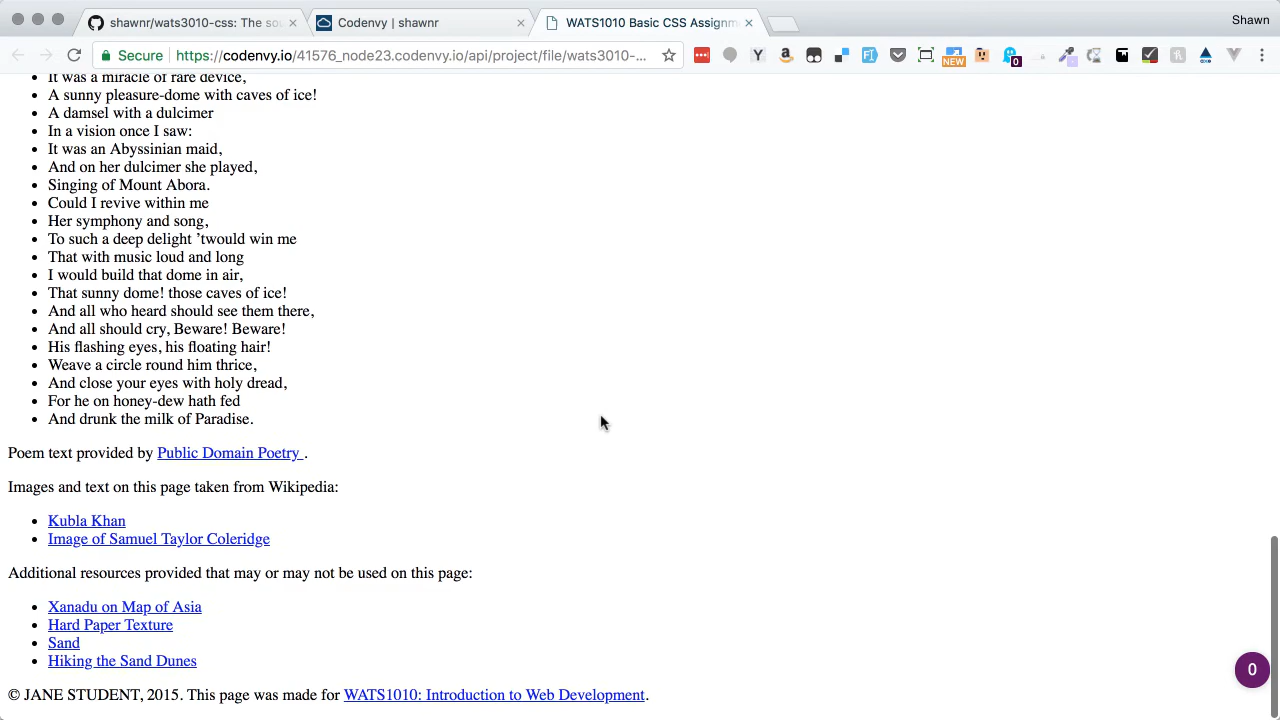 shawnr/wats3010-css: The sou
Codenvy | shawnr
WATS1010 Basic CSS Assignm
Shawn
Secure
https://codenvy.io/41576_node23.codenvy.io/api/project/file/wats3010-...
NEW
0
It was a miracle of rare device,
A sunny pleasure-dome with caves of ice!
A damsel with a dulcimer
In a vision once I saw:
It was an Abyssinian maid,
And on her dulcimer she played,
Singing of Mount Abora.
Could I revive within me
Her symphony and song,
To such a deep delight ’twould win me
That with music loud and long
I would build that dome in air,
That sunny dome! those caves of ice!
And all who heard should see them there,
And all should cry, Beware! Beware!
His flashing eyes, his floating hair!
Weave a circle round him thrice,
And close your eyes with holy dread,
For he on honey-dew hath fed
And drunk the milk of Paradise.
Poem text provided by Public Domain Poetry .
Images and text on this page taken from Wikipedia:
Kubla Khan
Image of Samuel Taylor Coleridge
Additional resources provided that may or may not be used on this page:
Xanadu on Map of Asia
Hard Paper Texture
Sand
Hiking the Sand Dunes
0
© JANE STUDENT, 2015. This page was made for WATS1010: Introduction to Web Development.